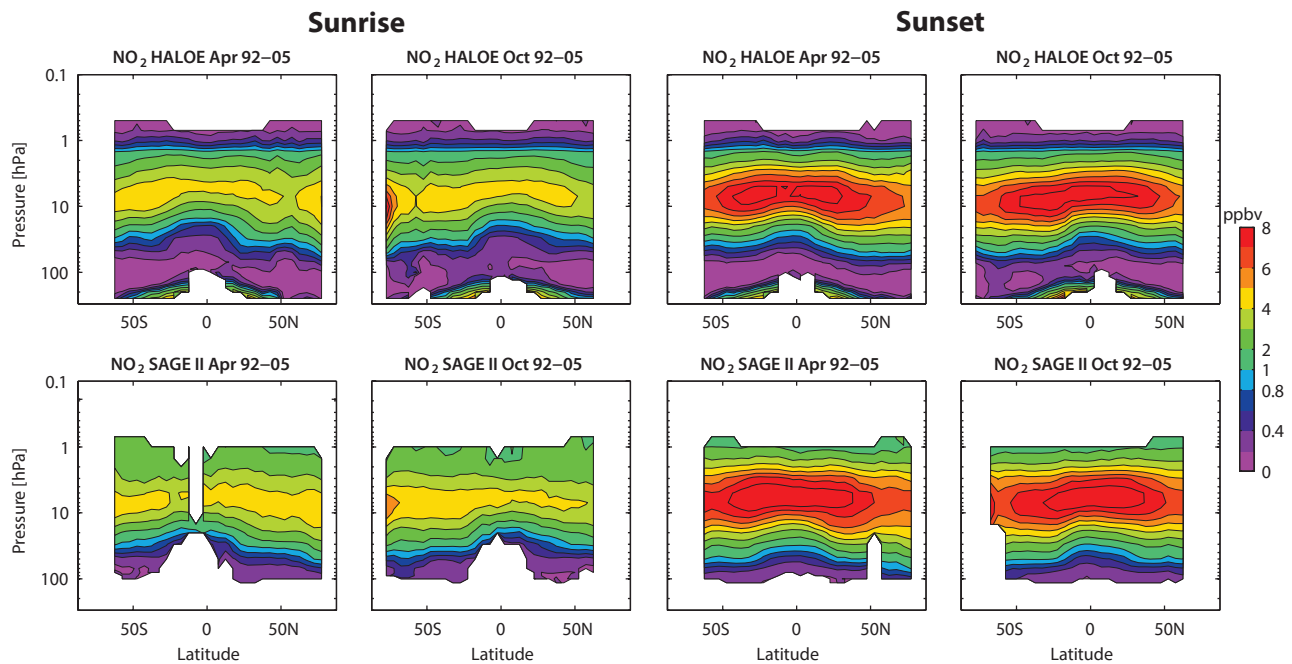 Sunrise
Sunset
NO2 HALOE Apr 92–05
NO2 HALOE Oct 92–05
NO2 HALOE Apr 92–05
NO2 HALOE Oct 92–05
0.1
1
10
100
Pressure [hPa]
50S 0 50N
50S 0 50N
50S 0 50N
50S 0 50N
ppbv
8
6
4
2
1
0.8
0.4
0
NO2 SAGE II Apr 92–05
NO2 SAGE II Oct 92–05
NO2 SAGE II Apr 92–05
NO2 SAGE II Oct 92–05
0.1
1
10
100
Pressure [hPa]
50S 0 50N
50S 0 50N
50S 0 50N
50S 0 50N
Latitude
Latitude
Latitude
Latitude